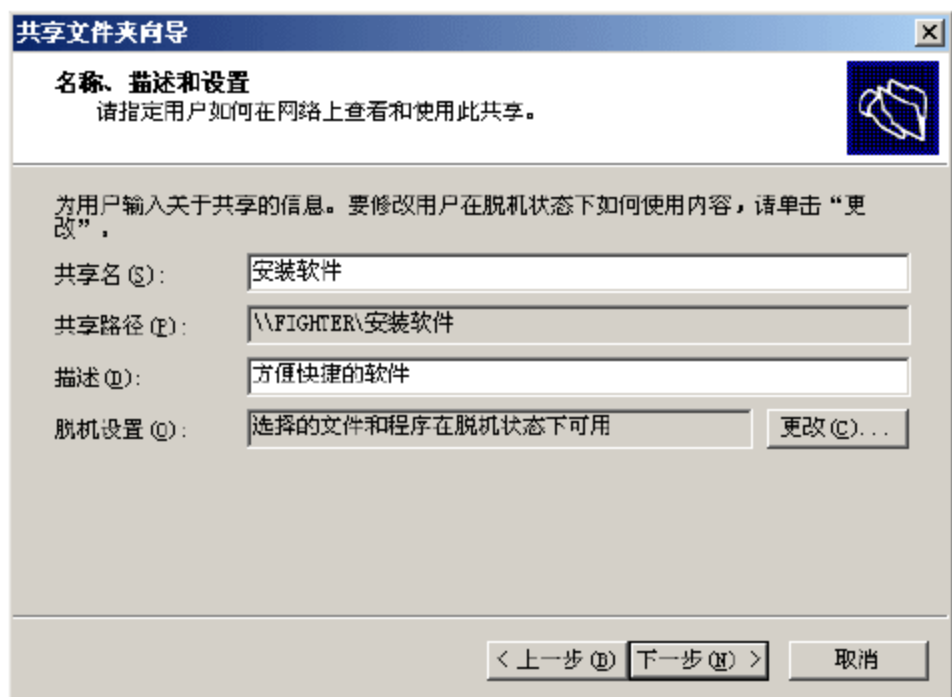 共享文件夹向导
名称、描述和设置
请指定用户如何在网络上查看和使用此共享。
为用户输入关于共享的信息。要修改用户在脱机状态下如何使用内容，请单击“更
改”。
共享名(S): 安装软件
共享路径(P): \\FIGHTER\安装软件
描述(D): 方便快捷的软件
脱机设置(O): 选择的文件和程序在脱机状态下可用 更改(C)...
< 上一步(B) 下一步(N) > 取消